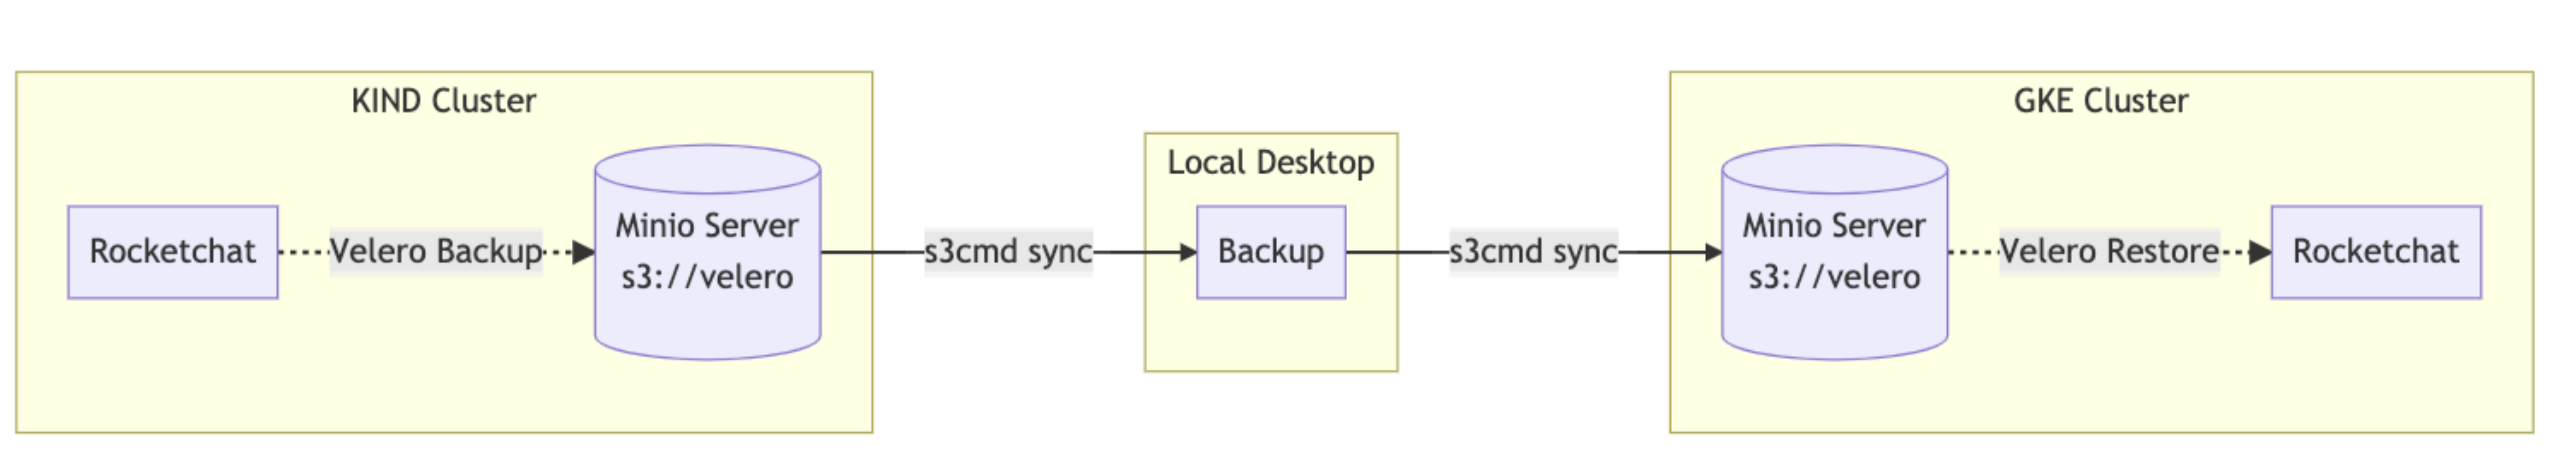 KIND Cluster
Rocketchat
Velero Backup
Minio Server
s3://velero
s3cmd sync
Local Desktop
Backup
s3cmd sync
GKE Cluster
Minio Server
s3://velero
Velero Restore
Rocketchat